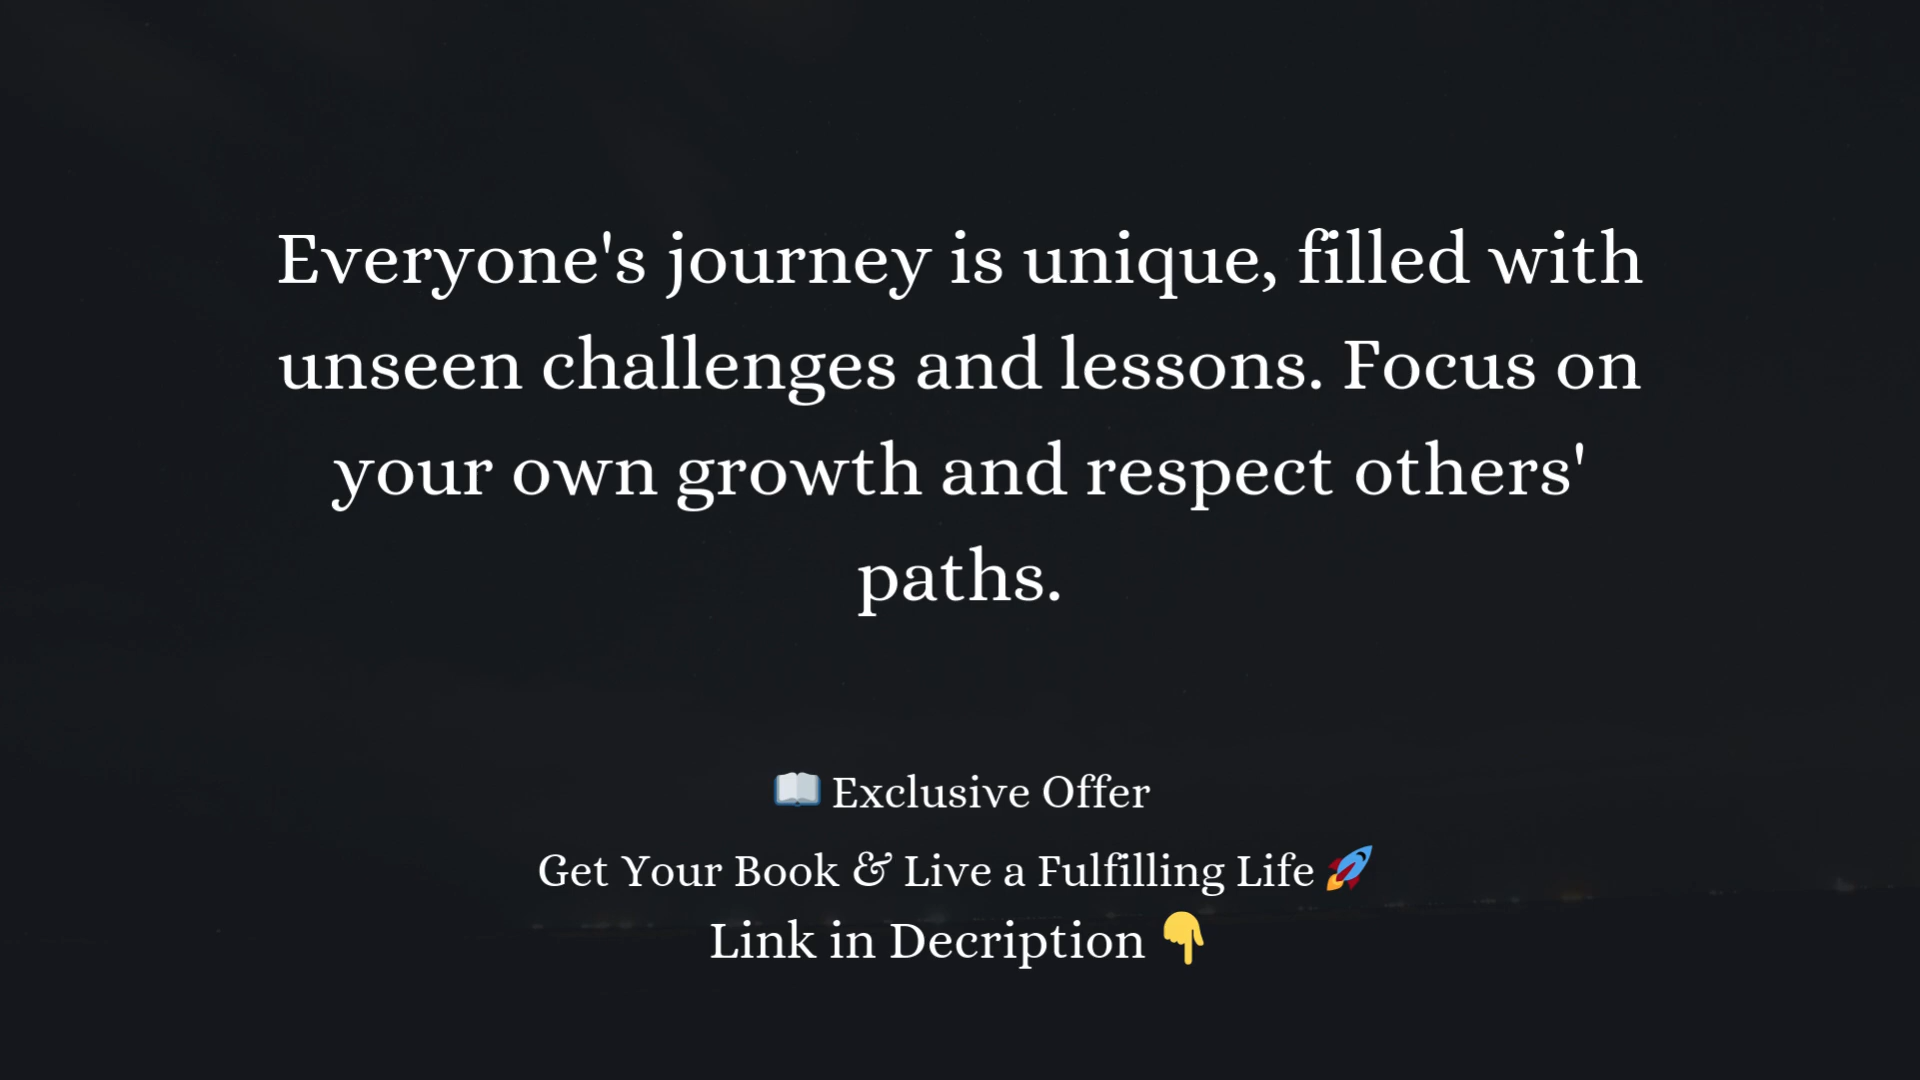 Everyone's journey is unique, filled with
unseen challenges and lessons. Focus on
your own growth and respect others'
paths.
📖 Exclusive Offer
Get Your Book & Live a Fulfilling Life 🚀
Link in Decription 👇